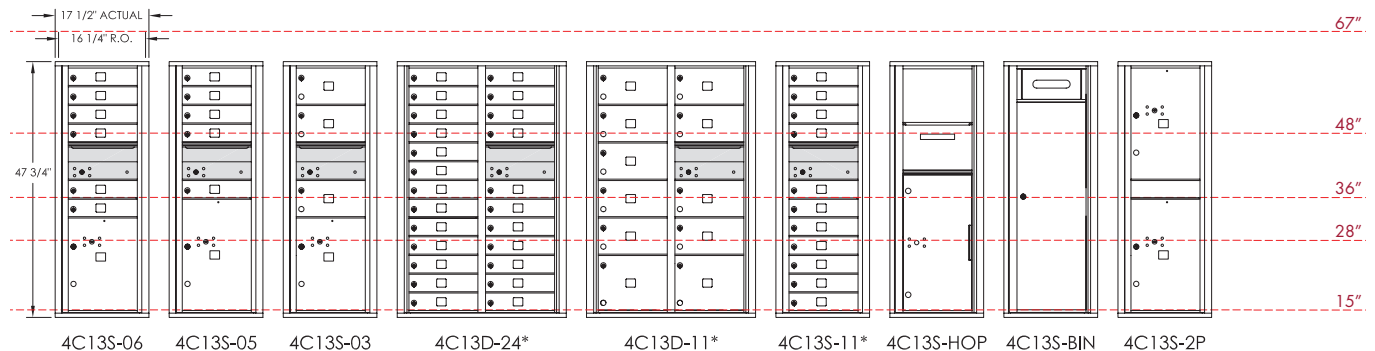 17 1/2” ACTUAL
16 1/4” R.O.
67”
48”
47 3/4”
36”
28”
15”
4C13S-06 4C13S-05 4C13S-03 4C13D-24* 4C13D-11* 4C13S-11* 4C13S-HOP 4C13S-BIN 4C13S-2P